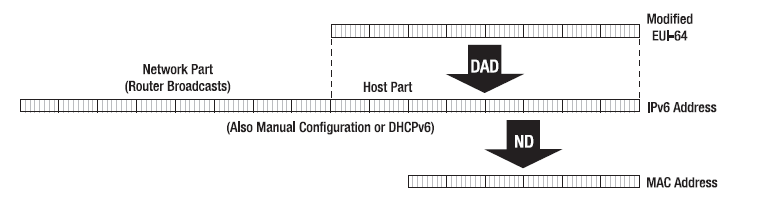 Modified
EUI-64
DAD
Network Part
(Router Broadcasts)
Host Part
IPv6 Address
(Also Manual Configuration or DHCPv6)
ND
MAC Address